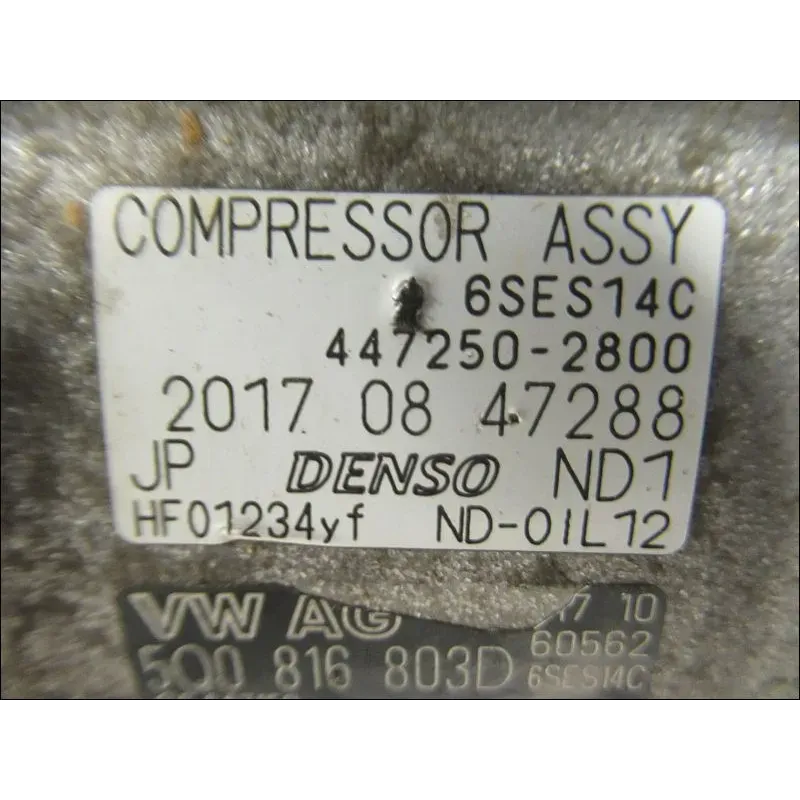 COMPRESSOR ASSY
6SES14C
447250-2800
2017 08 47288
JP DENSO ND1
HF01234yf ND-OIL12
VW AG 17 10
60562
5Q0 816 803D 6SES14C